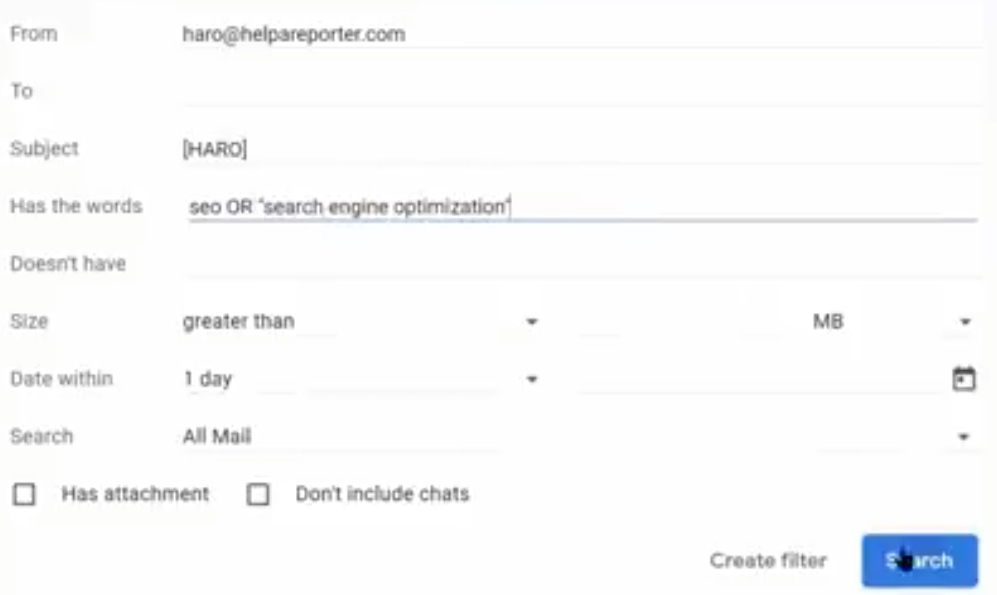 From haro@helpareporter.com
To
Subject [HARO]
Has the words seo OR "search engine optimization"
Doesn't have
Size greater than MB
Date within 1 day
Search All Mail
Has attachment Don't include chats
Create filter Search